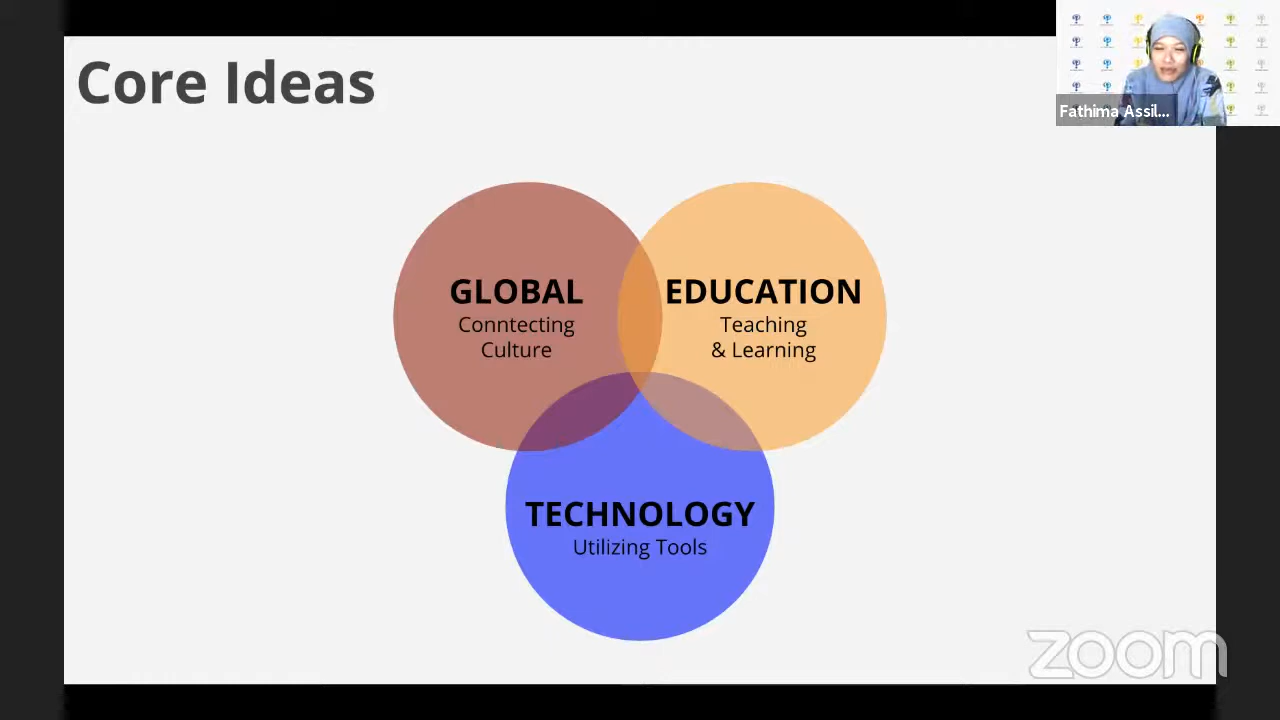 Core Ideas
Fathima Assil...
GLOBAL
Conntecting
Culture
EDUCATION
Teaching
& Learning
TECHNOLOGY
Utilizing Tools
zoom